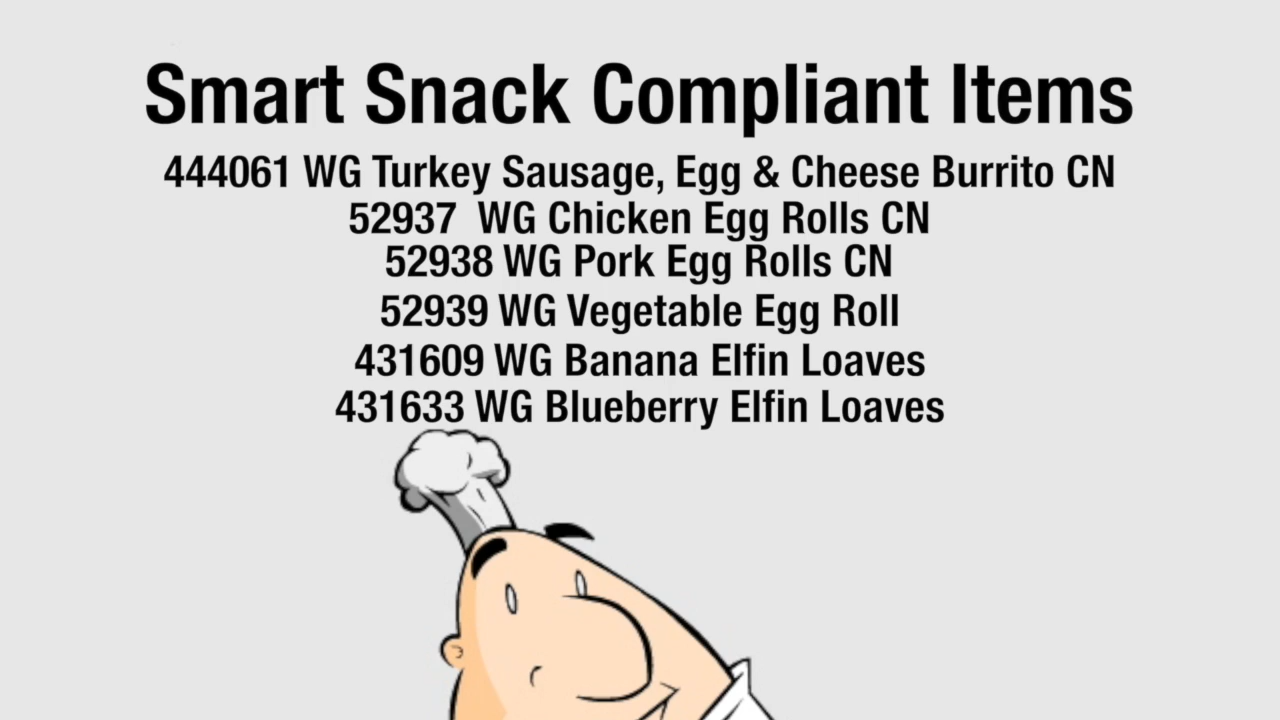 Smart Snack Compliant Items
444061 WG Turkey Sausage, Egg & Cheese Burrito CN
52937  WG Chicken Egg Rolls CN
52938 WG Pork Egg Rolls CN
52939 WG Vegetable Egg Roll
431609 WG Banana Elfin Loaves
431633 WG Blueberry Elfin Loaves